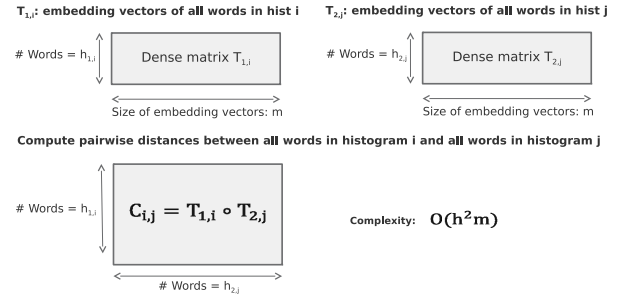 T1,i: embedding vectors of all words in hist i
T2,j: embedding vectors of all words in hist j
# Words = h1,i
Dense matrix T1,i
# Words = h2,j
Dense matrix T2,j
Size of embedding vectors: m
Size of embedding vectors: m
Compute pairwise distances between all words in histogram i and all words in histogram j
# Words = h1,i
Ci,j = T1,i ∘ T2,j
Complexity: O(h²m)
# Words = h2,j